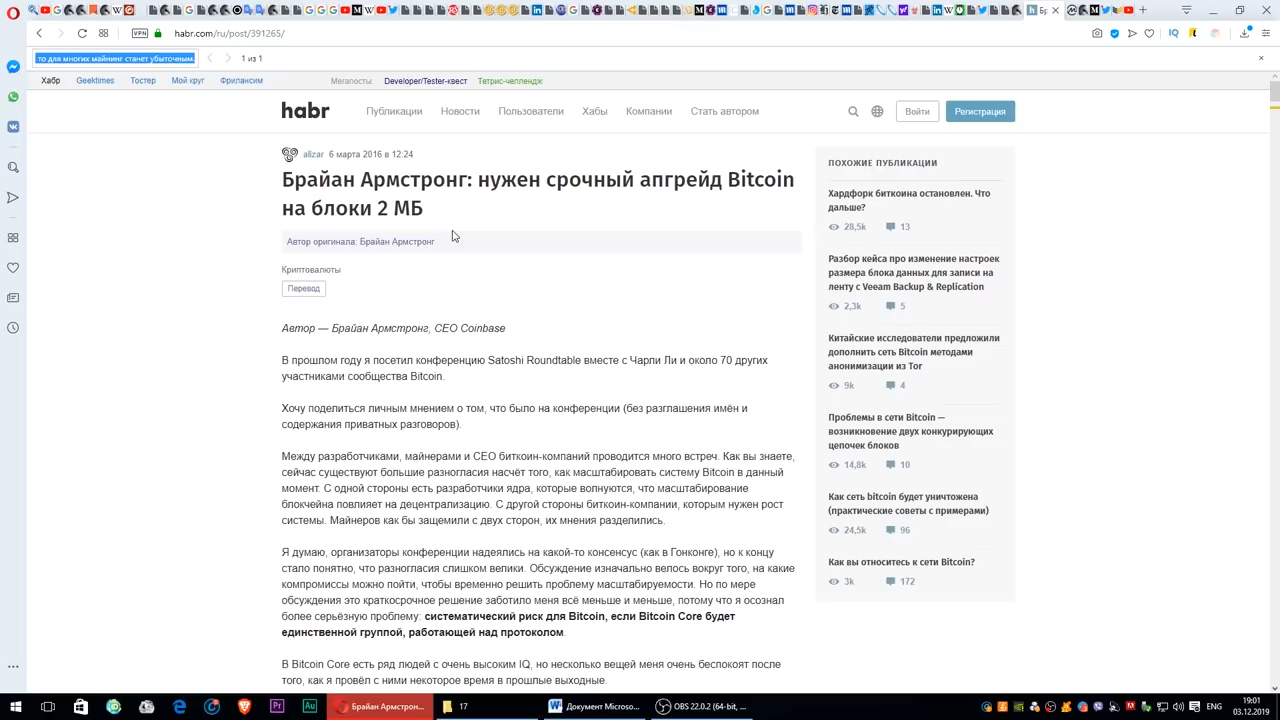 VPN
habr.com/ru/post/391265/
то для многих майнинг станет убыточным.
1 из 1
Хабр Geektimes Тостер Мой круг Фрилансим Мегапосты: Developer/Tester-квест Тетрис-челлендж
habr Публикации Новости Пользователи Хабы Компании Стать автором Войти Регистрация
alizar 6 марта 2016 в 12:24
Брайан Армстронг: нужен срочный апгрейд Bitcoin
на блоки 2 МБ
Автор оригинала: Брайан Армстронг
Криптовалюты
Перевод
Автор — Брайан Армстронг, CEO Coinbase
В прошлом году я посетил конференцию Satoshi Roundtable вместе с Чарли Ли и около 70 других
участниками сообщества Bitcoin.
Хочу поделиться личным мнением о том, что было на конференции (без разглашения имён и
содержания приватных разговоров).
Между разработчиками, майнерами и CEO биткоин-компаний проводится много встреч. Как вы знаете,
сейчас существуют большие разногласия насчёт того, как масштабировать систему Bitcoin в данный
момент. С одной стороны есть разработчики ядра, которые волнуются, что масштабирование
блокчейна повлияет на децентрализацию. С другой стороны биткоин-компании, которым нужен рост
системы. Майнеров как бы защемили с двух сторон, их мнения разделились.
Я думаю, организаторы конференции надеялись на какой-то консенсус (как в Гонконге), но к концу
стало понятно, что разногласия слишком велики. Обсуждение изначально велось вокруг того, на какие
компромиссы можно пойти, чтобы временно решить проблему масштабируемости. Но по мере
обсуждения это краткосрочное решение заботило меня всё меньше и меньше, потому что я осознал
более серьёзную проблему: систематический риск для Bitcoin, если Bitcoin Core будет
единственной группой, работающей над протоколом.
В Bitcoin Core есть ряд людей с очень высоким IQ, но несколько вещей меня очень беспокоят после
того, как я провёл с ними некоторое время в прошлые выходные.
ПОХОЖИЕ ПУБЛИКАЦИИ
Хардфорк биткоина остановлен. Что
дальше?
28,5k 13
Разбор кейса про изменение настроек
размера блока данных для записи на
ленту с Veeam Backup & Replication
2,3k 5
Китайские исследователи предложили
дополнить сеть Bitcoin методами
анонимизации из Tor
9k 4
Проблемы в сети Bitcoin —
возникновение двух конкурирующих
цепочек блоков
14,8k 10
Как сеть bitcoin будет уничтожена
(практические советы с примерами)
24,5k 96
Как вы относитесь к сети Bitcoin?
3k 172
Брайан Армстрон... 17 Документ Microso... OBS 22.0.2 (64-bit, ... ENG 19:01
03.12.2019